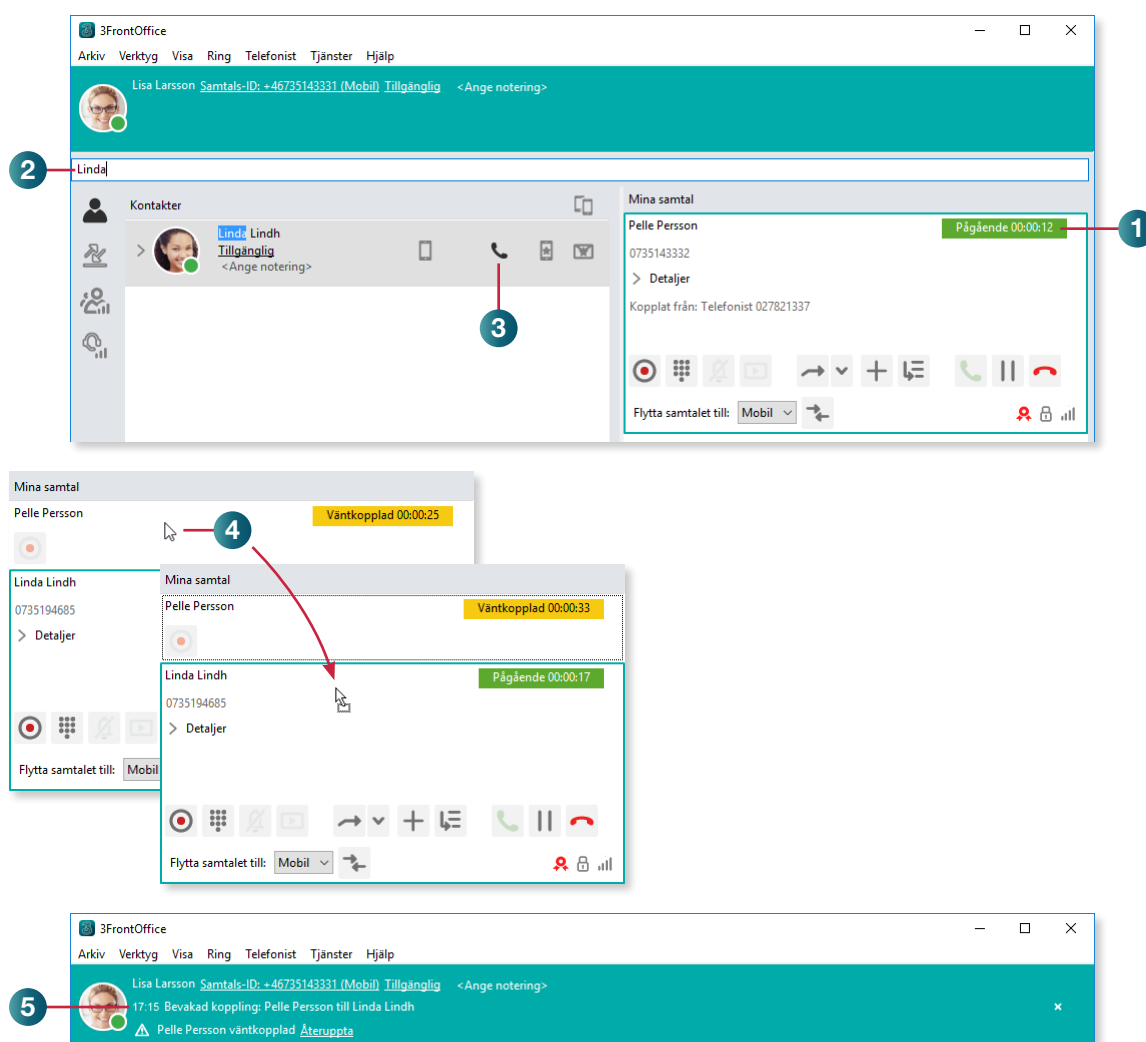 3FrontOffice
Arkiv Verktyg Visa Ring Telefonist Tjänster Hjälp
Lisa Larsson Samtals-ID: +46735143331 (Mobil) Tillgänglig <Ange notering>
2
Linda
Kontakter
Linda Lindh
Tillgänglig
<Ange notering>
3
Mina samtal
Pelle Persson Pågående 00:00:12
1
0735143332
Detaljer
Kopplat från: Telefonist 027821337
Flytta samtalet till: Mobil
Mina samtal
Pelle Persson Väntkopplad 00:00:25
4
Linda Lindh
0735194685
Detaljer
Flytta samtalet till: Mobil
Mina samtal
Pelle Persson Väntkopplad 00:00:33
Linda Lindh Pågående 00:00:17
0735194685
Detaljer
Flytta samtalet till: Mobil
3FrontOffice
Arkiv Verktyg Visa Ring Telefonist Tjänster Hjälp
Lisa Larsson Samtals-ID: +46735143331 (Mobil) Tillgänglig <Ange notering>
5
17:15 Bevakad koppling: Pelle Persson till Linda Lindh
Pelle Persson väntkopplad Återuppta